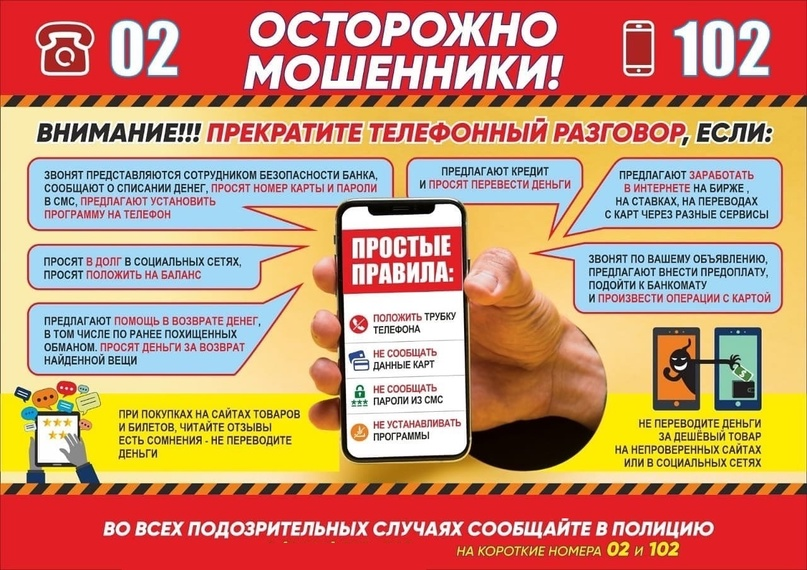 02
ОСТОРОЖНО
МОШЕННИКИ!
102
ВНИМАНИЕ!!! ПРЕКРАТИТЕ ТЕЛЕФОННЫЙ РАЗГОВОР, ЕСЛИ:
ЗВОНЯТ ПРЕДСТАВЛЯЮТСЯ СОТРУДНИКОМ БЕЗОПАСНОСТИ БАНКА,
СООБЩАЮТ О СПИСАНИИ ДЕНЕГ, ПРОСЯТ НОМЕР КАРТЫ И ПАРОЛИ
В СМС, ПРЕДЛАГАЮТ УСТАНОВИТЬ
ПРОГРАММУ НА ТЕЛЕФОН
ПРЕДЛАГАЮТ КРЕДИТ
И ПРОСЯТ ПЕРЕВЕСТИ ДЕНЬГИ
ПРЕДЛАГАЮТ ЗАРАБОТАТЬ
В ИНТЕРНЕТЕ НА БИРЖЕ ,
НА СТАВКАХ, НА ПЕРЕВОДАХ
С КАРТ ЧЕРЕЗ РАЗНЫЕ СЕРВИСЫ
ПРОСЯТ В ДОЛГ В СОЦИАЛЬНЫХ СЕТЯХ,
ПРОСЯТ ПОЛОЖИТЬ НА БАЛАНС
ЗВОНЯТ ПО ВАШЕМУ ОБЪЯВЛЕНИЮ,
ПРЕДЛАГАЮТ ВНЕСТИ ПРЕДОПЛАТУ,
ПОДОЙТИ К БАНКОМАТУ
И ПРОИЗВЕСТИ ОПЕРАЦИИ С КАРТОЙ
ПРЕДЛАГАЮТ ПОМОЩЬ В ВОЗВРАТЕ ДЕНЕГ,
В ТОМ ЧИСЛЕ ПО РАНЕЕ ПОХИЩЕННЫХ
ОБМАНОМ. ПРОСЯТ ДЕНЬГИ ЗА ВОЗВРАТ
НАЙДЕННОЙ ВЕЩИ
ПРОСТЫЕ
ПРАВИЛА:
ПОЛОЖИТЬ ТРУБКУ
ТЕЛЕФОНА
НЕ СООБЩАТЬ
ДАННЫЕ КАРТ
НЕ СООБЩАТЬ
ПАРОЛИ ИЗ СМС
НЕ УСТАНАВЛИВАТЬ
ПРОГРАММЫ
ПРИ ПОКУПКАХ НА САЙТАХ ТОВАРОВ
И БИЛЕТОВ, ЧИТАЙТЕ ОТЗЫВЫ
ЕСТЬ СОМНЕНИЯ - НЕ ПЕРЕВОДИТЕ
ДЕНЬГИ
НЕ ПЕРЕВОДИТЕ ДЕНЬГИ
ЗА ДЕШЁВЫЙ ТОВАР
НА НЕПРОВЕРЕННЫХ САЙТАХ
ИЛИ В СОЦИАЛЬНЫХ СЕТЯХ
ВО ВСЕХ ПОДОЗРИТЕЛЬНЫХ СЛУЧАЯХ СООБЩАЙТЕ В ПОЛИЦИЮ
НА КОРОТКИЕ НОМЕРА 02 И 102